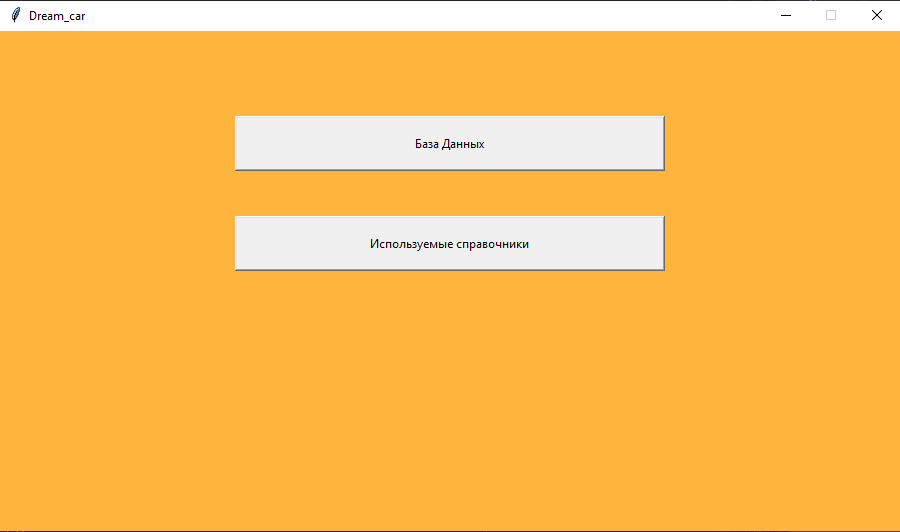 Dream_car
База Данных
Используемые справочники